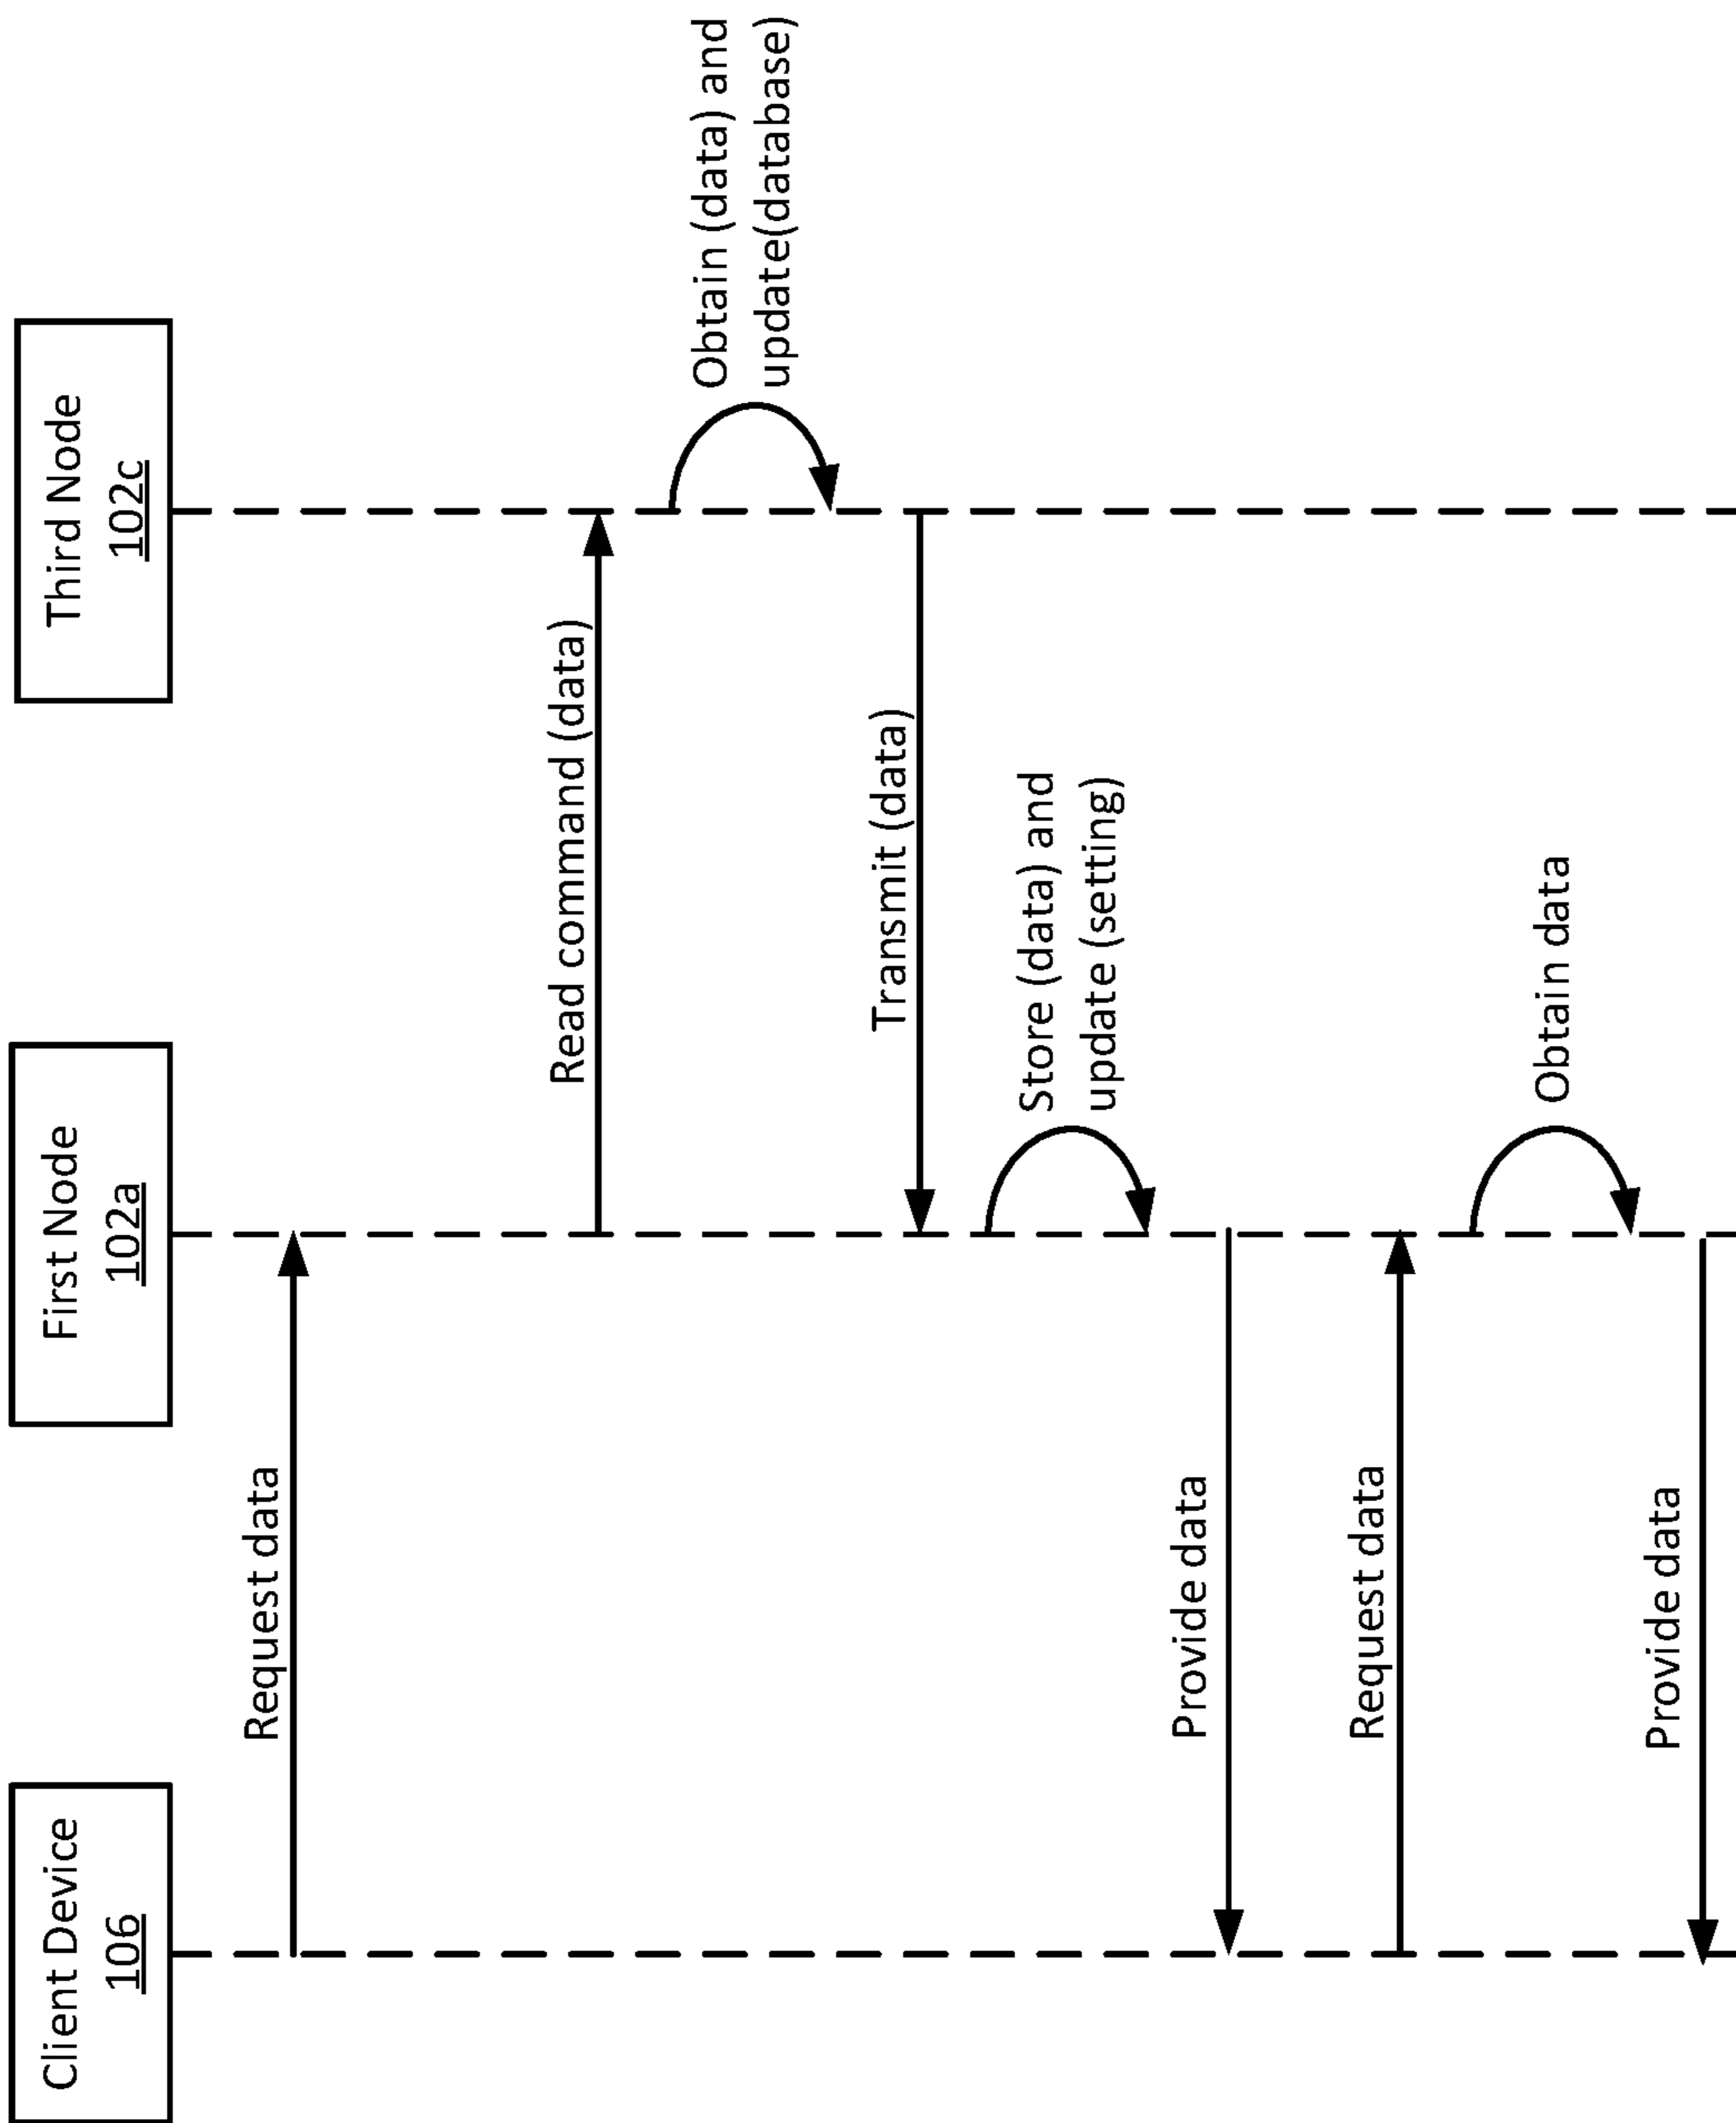 Client Device
106
First Node
102a
Third Node
102c
Request data
Read command (data)
Obtain (data) and
update(database)
Transmit (data)
Store (data) and
update (setting)
Provide data
Request data
Obtain data
Provide data